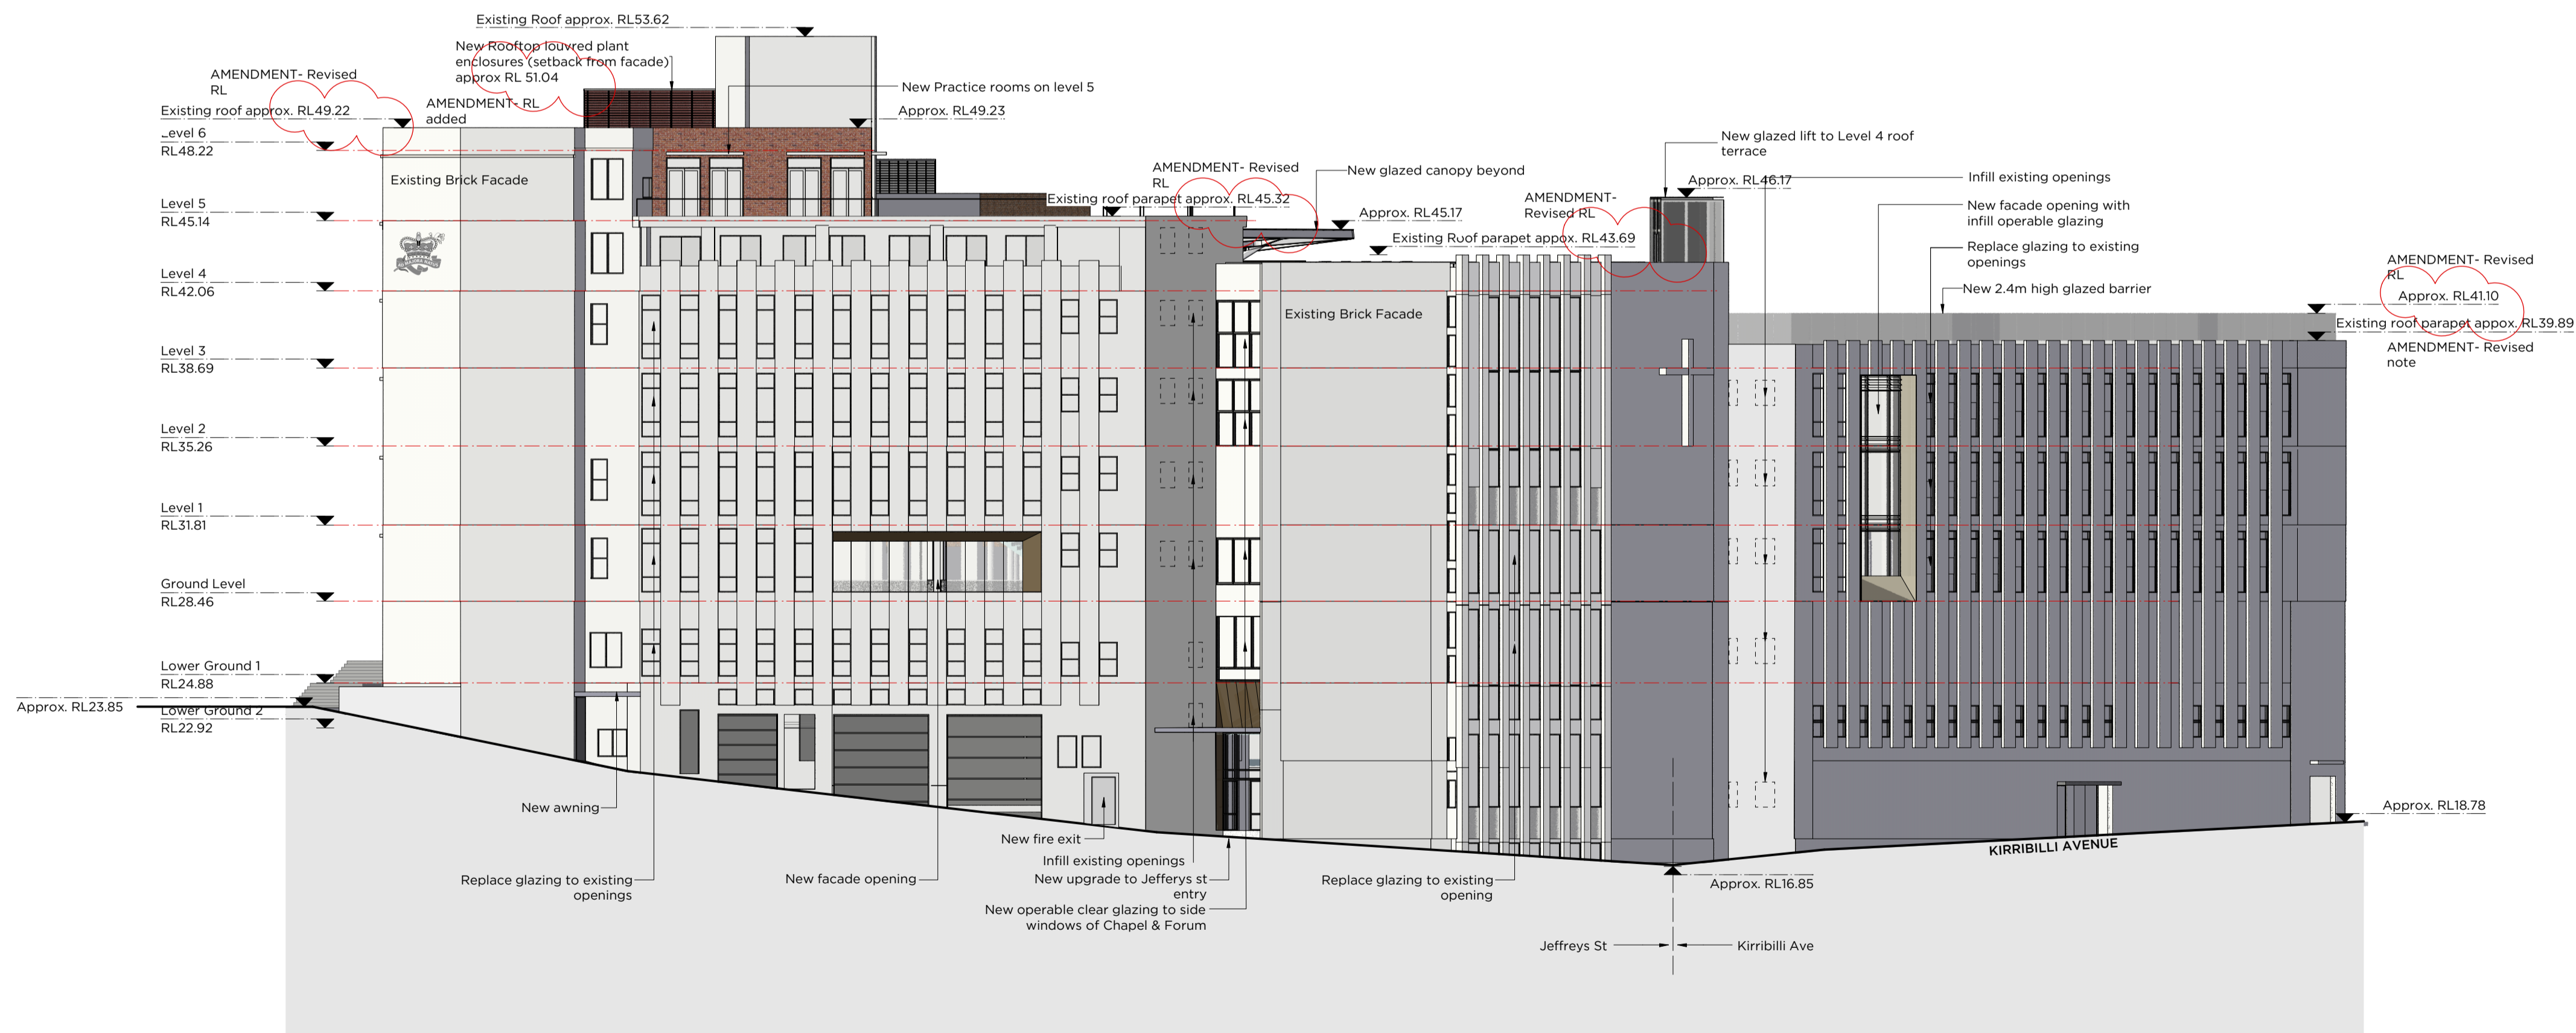 Existing Roof approx. RL53.62
New Rooftop louvred plant
enclosures (setback from facade)
approx RL 51.04
AMENDMENT- Revised
RL
AMENDMENT- RL
added
Existing roof approx. RL49.22
New Practice rooms on level 5
Approx. RL49.23
Level 6
RL48.22
Existing Brick Facade
Level 5
RL45.14
Level 4
RL42.06
Level 3
RL38.69
Level 2
RL35.26
Level 1
RL31.81
Ground Level
RL28.46
Lower Ground 1
RL24.88
Approx. RL23.85
Lower Ground 2
RL22.92
AMENDMENT- Revised
RL
Existing roof parapet approx. RL45.32
New glazed canopy beyond
Approx. RL45.17
AMENDMENT-
Revised RL
Existing Roof parapet appox. RL43.69
New glazed lift to Level 4 roof
terrace
Approx. RL46.17
Infill existing openings
New facade opening with
infill operable glazing
Replace glazing to existing
openings
New 2.4m high glazed barrier
AMENDMENT- Revised
RL
Approx. RL41.10
Existing roof parapet appox. RL39.89
AMENDMENT- Revised
note
Existing Brick Facade
New awning
Replace glazing to existing
openings
New facade opening
New fire exit
Infill existing openings
New upgrade to Jefferys st
entry
New operable clear glazing to side
windows of Chapel & Forum
Replace glazing to existing
opening
Approx. RL18.78
KIRRIBILLI AVENUE
Approx. RL16.85
Jeffreys St
Kirribilli Ave